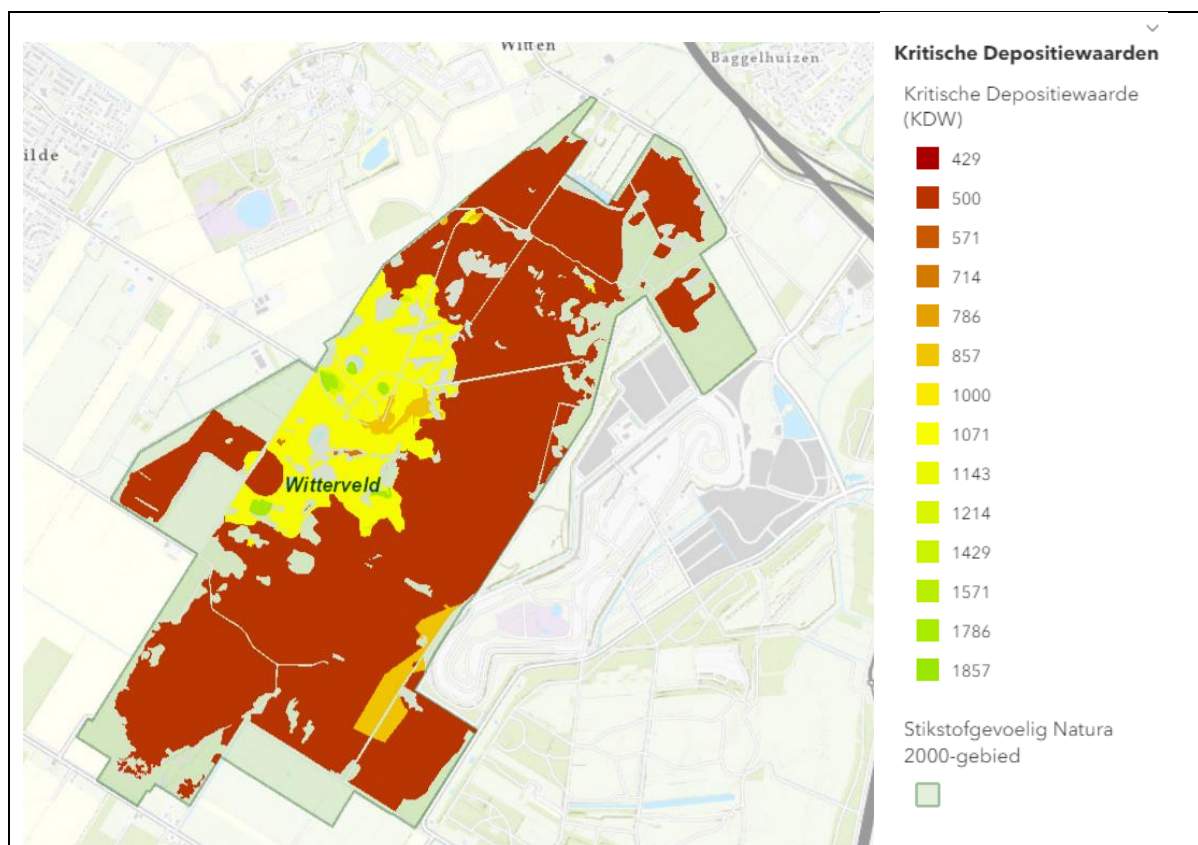 Witten
Baggelhuizen
ilde
Witterveld
Kritische Depositiewaarden
Kritische Depositiewaarde
(KDW)
429
500
571
714
786
857
1000
1071
1143
1214
1429
1571
1786
1857
Stikstofgevoelig Natura
2000-gebied